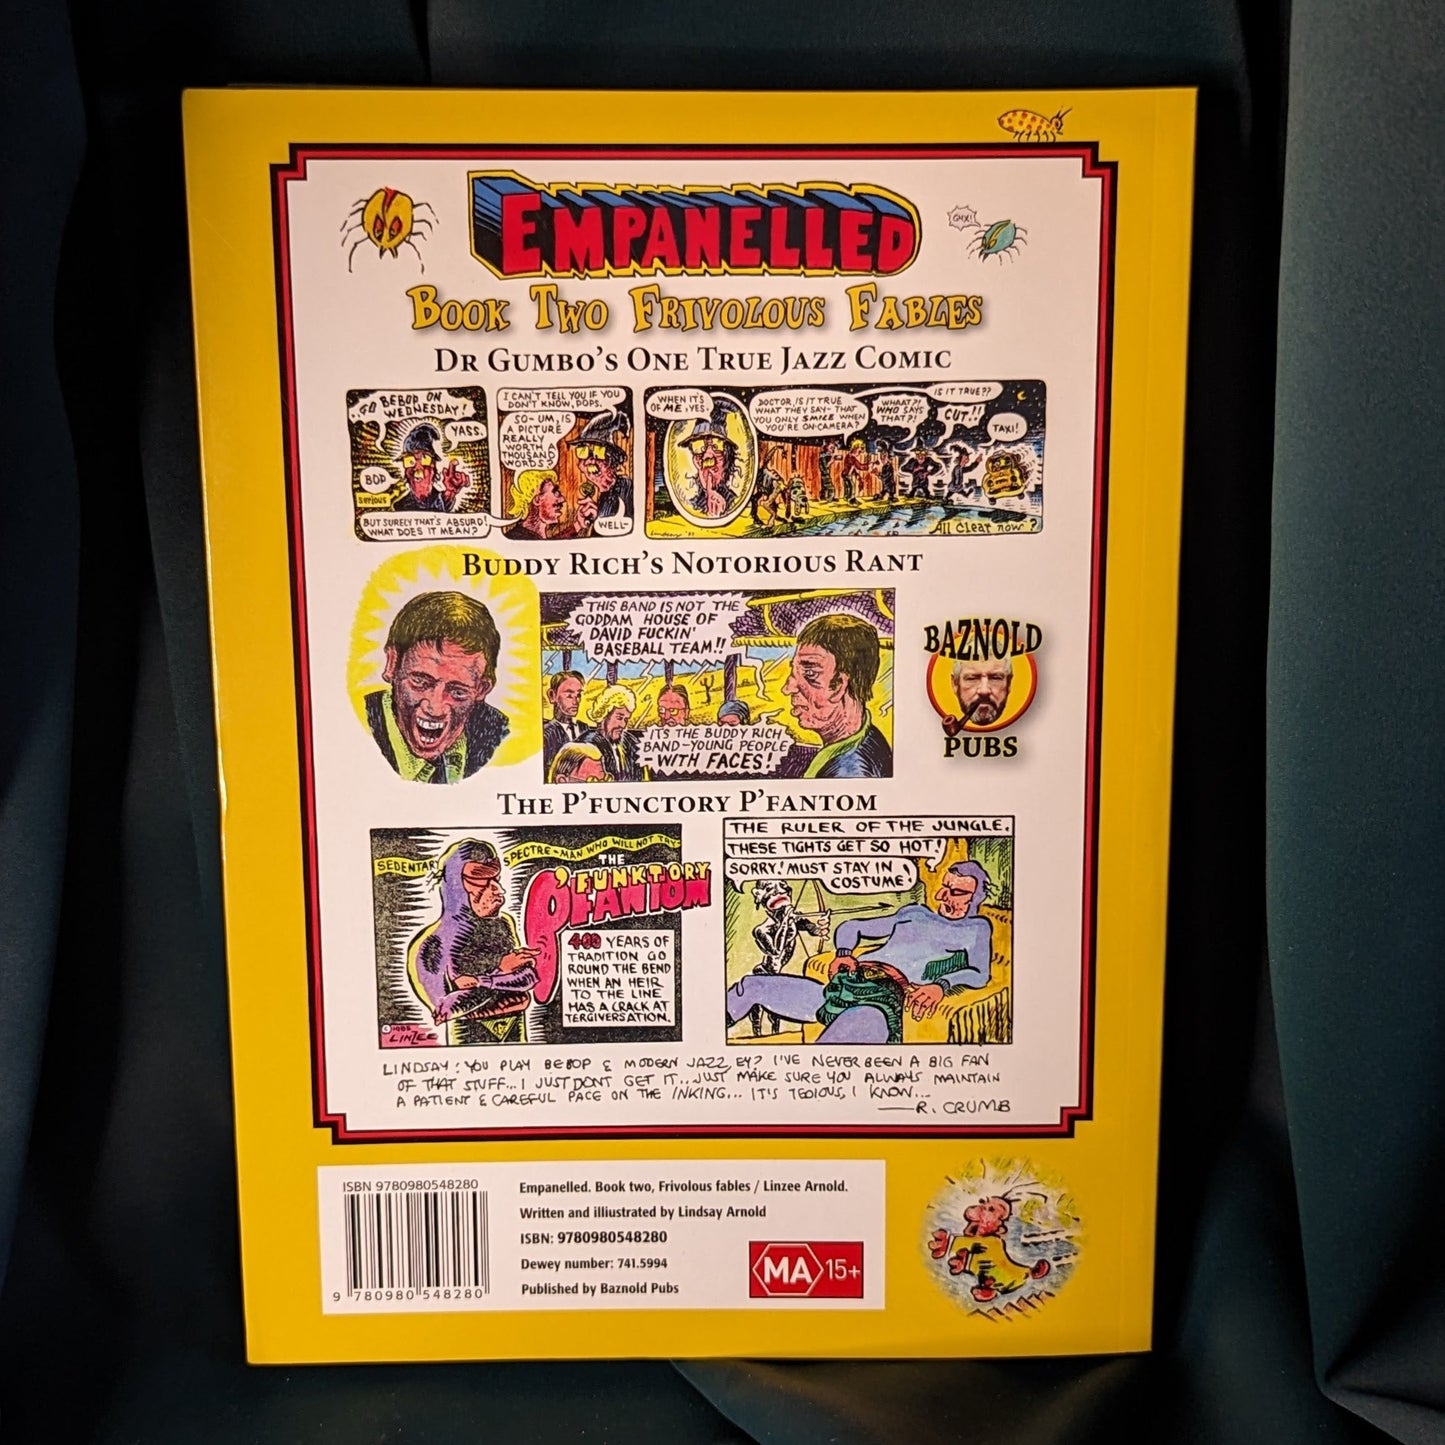 GNX!
EMPANELLED
BOOK TWO FRIVOLOUS FABLES
DR GUMBO'S ONE TRUE JAZZ COMIC
..GO BEBOP ON
WEDNESDAY!
YASS.
BOP
SERIOUS
BUT SURELY THAT'S ABSURD!
WHAT DOES IT MEAN?
I CAN'T TELL YOU IF YOU
DON'T KNOW, POPS.
SO-UM, IS
A PICTURE
REALLY
WORTH A
THOUSAND
WORDS?
WELL-
WHEN IT'S
OF ME, YES.
DOCTOR, IS IT TRUE
WHAT THEY SAY- THAT
YOU ONLY SMILE WHEN
YOU'RE ON-CAMERA?
WHAAT?!
WHO SAYS
THAT?!
IS IT TRUE??
CUT!!
TAXI!
All clear now?
BUDDY RICH'S NOTORIOUS RANT
THIS BAND IS NOT THE
GODDAM HOUSE OF
DAVID FUCKIN'
BASEBALL TEAM!!
IT'S THE BUDDY RICH
BAND-YOUNG PEOPLE
- WITH FACES!
BAZNOLD
PUBS
THE P'FUNCTORY P'FANTOM
SEDENTARY
SPECTRE-MAN WHO WILL NOT TRY
THE
P'FUNKTORY
P'FANTOM
400 YEARS OF
TRADITION GO
ROUND THE BEND
WHEN AN HEIR
TO THE LINE
HAS A CRACK AT
TERGIVERSATION.
LINZEE
THE RULER OF THE JUNGLE.
THESE TIGHTS GET SO HOT!
SORRY! MUST STAY IN
COSTUME!
LINDSAY: YOU PLAY BEBOP & MODERN JAZZ, EY? I'VE NEVER BEEN A BIG FAN
OF THAT STUFF... I JUST DON'T GET IT.. JUST MAKE SURE YOU ALWAYS MAINTAIN
A PATIENT & CAREFUL PACE ON THE INKING... IT'S TEDIOUS, I KNOW...
—R. CRUMB
ISBN 9780980548280
9 780980 548280
Empanelled. Book two, Frivolous fables / Linzee Arnold.
Written and illiustrated by Lindsay Arnold
ISBN: 9780980548280
Dewey number: 741.5994
Published by Baznold Pubs
MA 15+